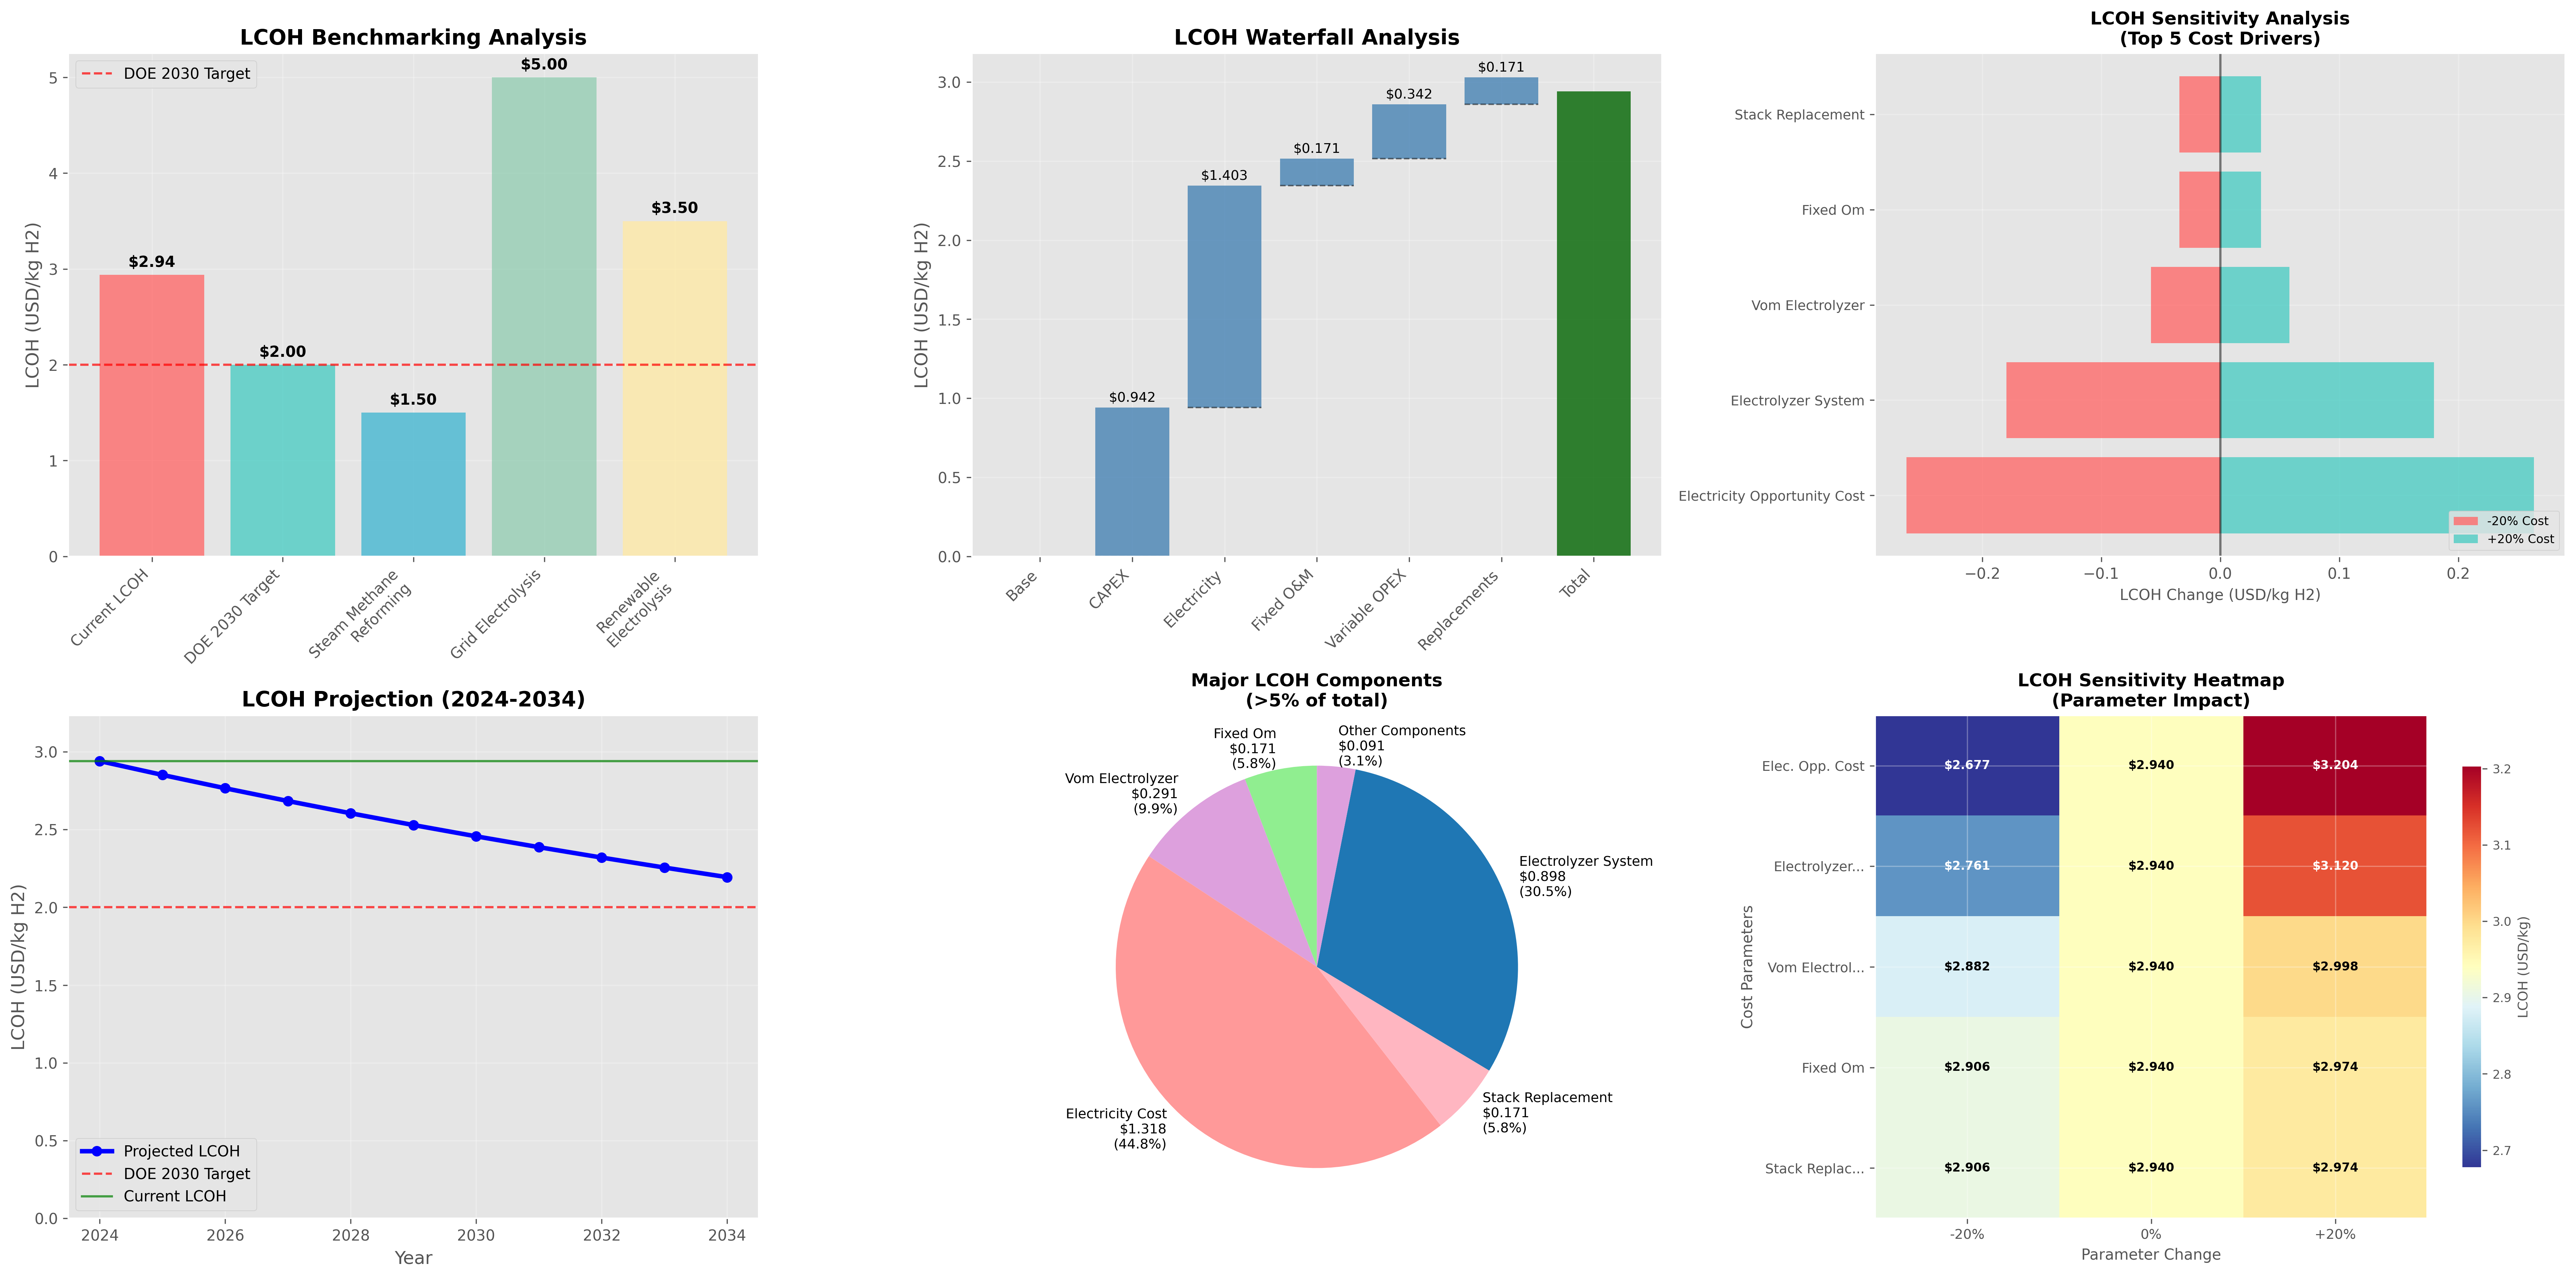 LCOH Benchmarking Analysis
DOE 2030 Target
LCOH (USD/kg H2)
5
4
3
2
1
0
$2.94
$2.00
$1.50
$5.00
$3.50
Current LCOH
DOE 2030 Target
Steam Methane
Reforming
Grid Electrolysis
Renewable
Electrolysis
LCOH Waterfall Analysis
LCOH (USD/kg H2)
3.0
2.5
2.0
1.5
1.0
0.5
0.0
$0.942
$1.403
$0.171
$0.342
$0.171
Base
CAPEX
Electricity
Fixed O&M
Variable OPEX
Replacements
Total
LCOH Sensitivity Analysis
(Top 5 Cost Drivers)
Stack Replacement
Fixed Om
Vom Electrolyzer
Electrolyzer System
Electricity Opportunity Cost
-20% Cost
+20% Cost
−0.2
−0.1
0.0
0.1
0.2
LCOH Change (USD/kg H2)
LCOH Projection (2024-2034)
LCOH (USD/kg H2)
3.0
2.5
2.0
1.5
1.0
0.5
0.0
Projected LCOH
DOE 2030 Target
Current LCOH
2024
2026
2028
2030
2032
2034
Year
Major LCOH Components
(>5% of total)
Fixed Om
$0.171
(5.8%)
Other Components
$0.091
(3.1%)
Vom Electrolyzer
$0.291
(9.9%)
Electrolyzer System
$0.898
(30.5%)
Electricity Cost
$1.318
(44.8%)
Stack Replacement
$0.171
(5.8%)
LCOH Sensitivity Heatmap
(Parameter Impact)
Cost Parameters
Elec. Opp. Cost
$2.677
$2.940
$3.204
Electrolyzer...
$2.761
$2.940
$3.120
Vom Electrol...
$2.882
$2.940
$2.998
Fixed Om
$2.906
$2.940
$2.974
Stack Replac...
$2.906
$2.940
$2.974
-20%
0%
+20%
Parameter Change
3.2
3.1
3.0
2.9
2.8
2.7
LCOH (USD/kg)